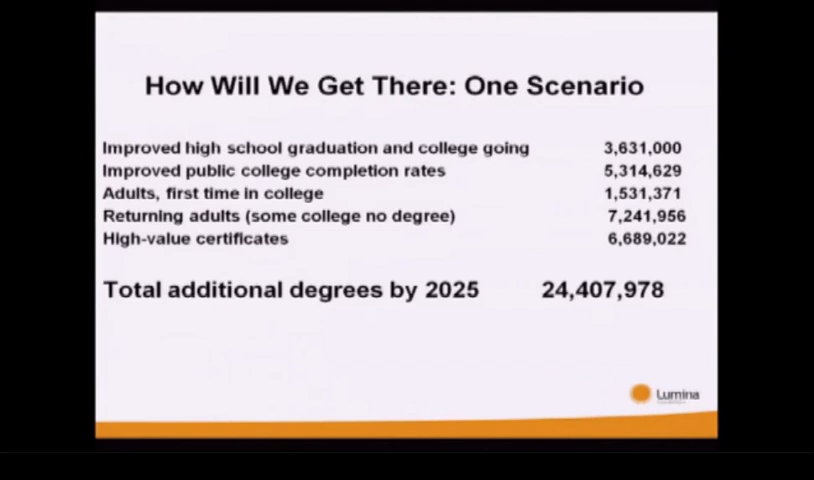 How Will We Get There: One Scenario
Improved high school graduation and college going 3,631,000
Improved public college completion rates 5,314,629
Adults, first time in college 1,531,371
Returning adults (some college no degree) 7,241,956
High-value certificates 6,689,022
Total additional degrees by 2025 24,407,978
Lumina